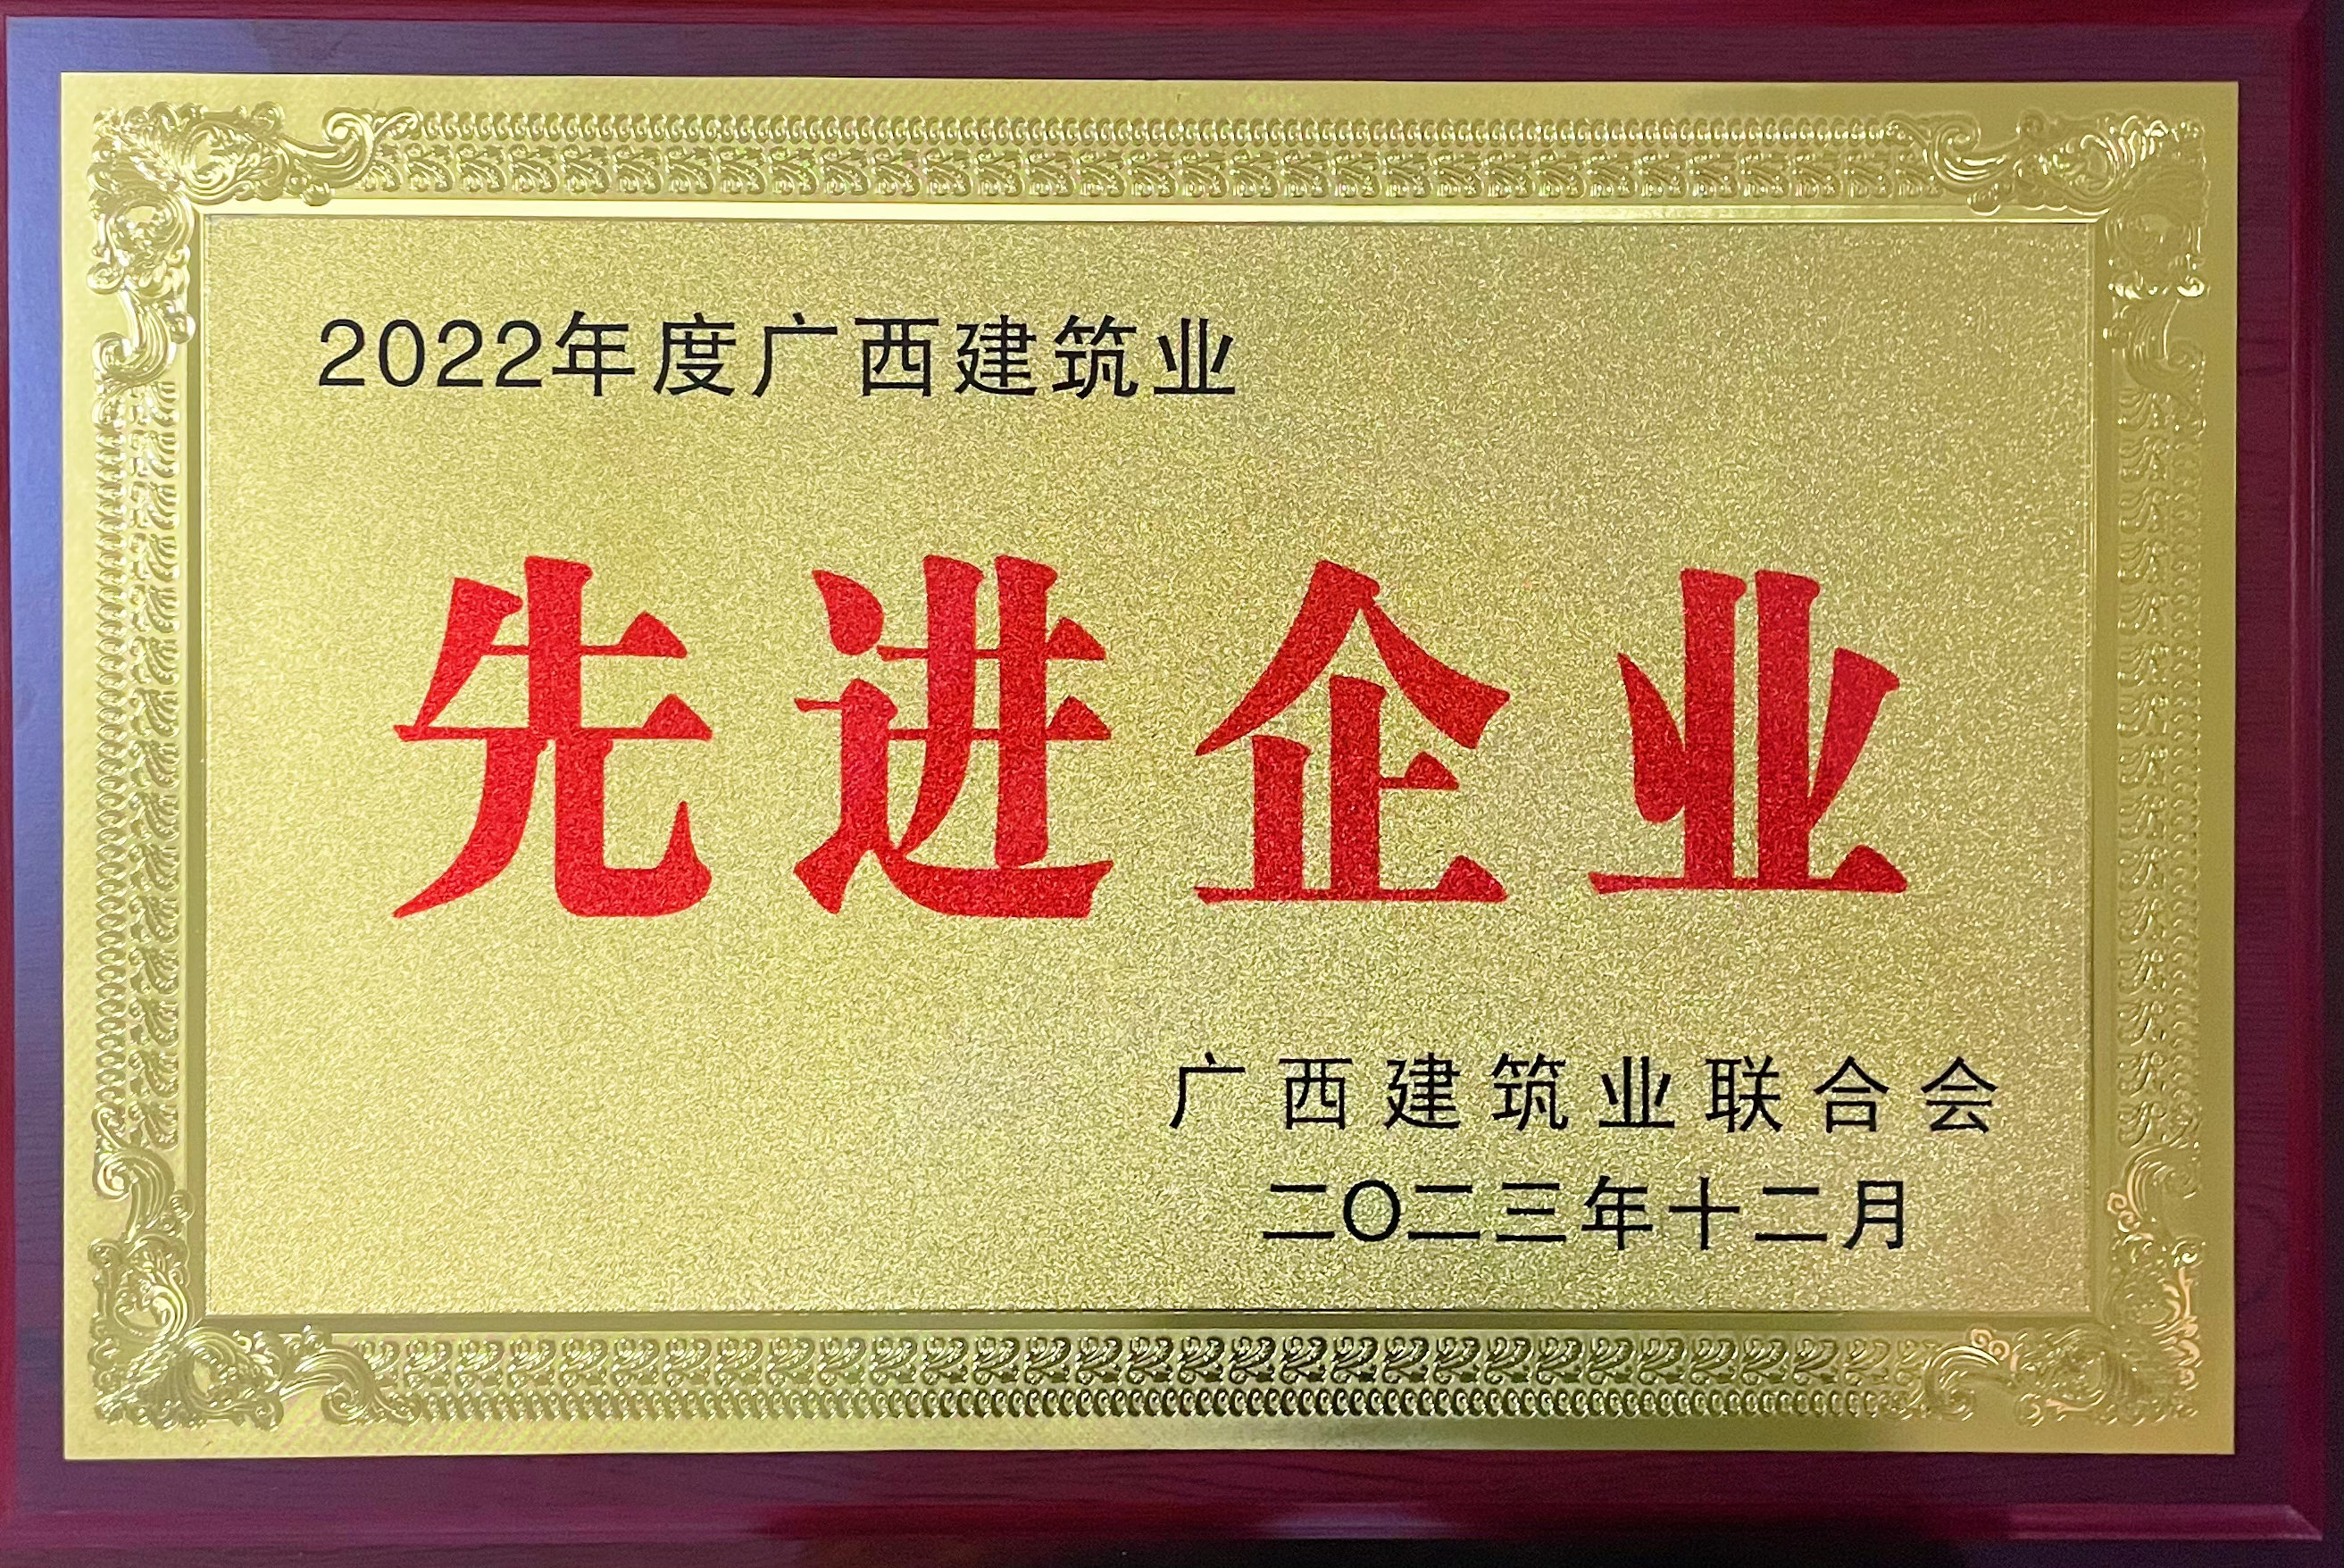 2022年度广西建筑业
先进企业
广西建筑业联合会
二〇二三年十二月